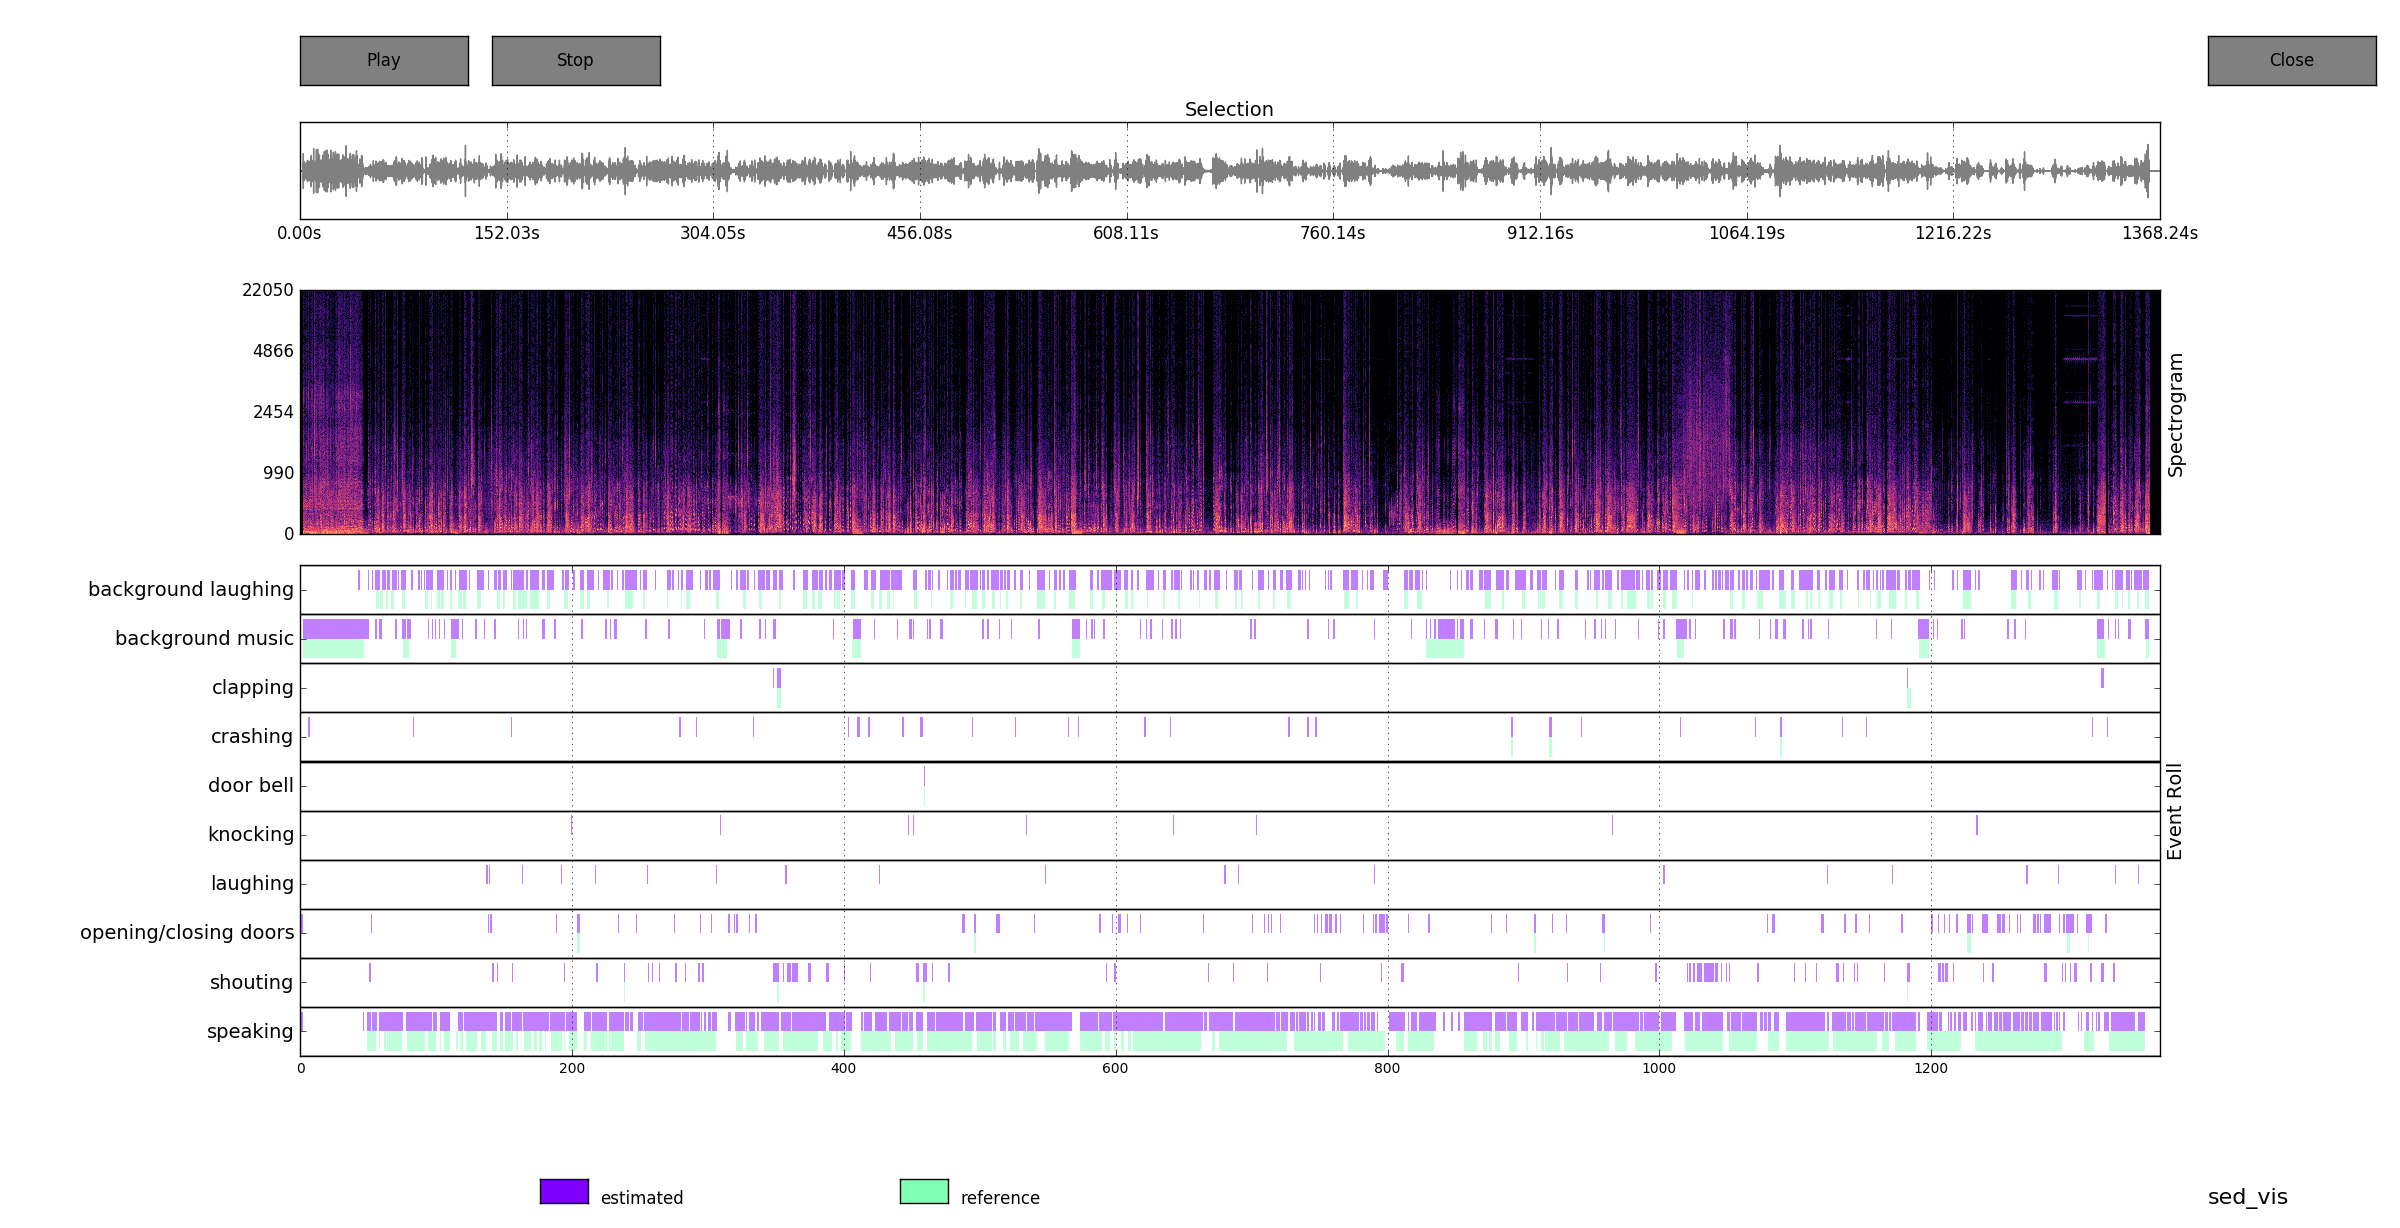 Play Stop Close
Selection
0.00s 152.03s 304.05s 456.08s 608.11s 760.14s 912.16s 1064.19s 1216.22s 1368.24s
22050
4866
2454
990
0
Spectrogram
background laughing
background music
clapping
crashing
door bell
knocking
laughing
opening/closing doors
shouting
speaking
Event Roll
0 200 400 600 800 1000 1200
estimated reference
sed_vis